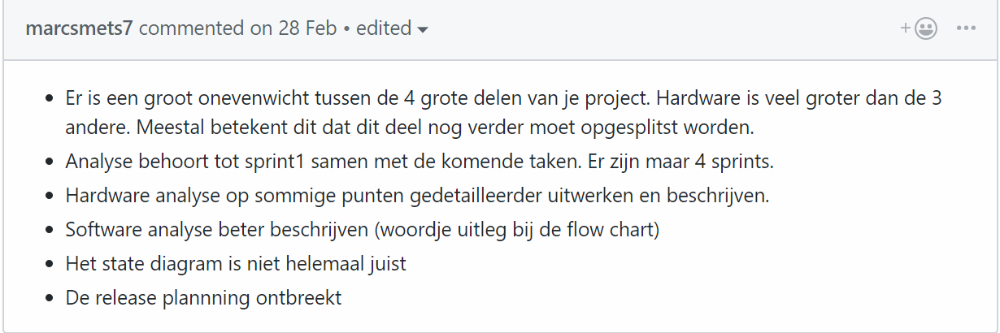 marcsmets7 commented on 28 Feb • edited
• Er is een groot onevenwicht tussen de 4 grote delen van je project. Hardware is veel groter dan de 3
andere. Meestal betekent dit dat dit deel nog verder moet opgesplitst worden.
• Analyse behoort tot sprint1 samen met de komende taken. Er zijn maar 4 sprints.
• Hardware analyse op sommige punten gedetailleerder uitwerken en beschrijven.
• Software analyse beter beschrijven (woordje uitleg bij de flow chart)
• Het state diagram is niet helemaal juist
• De release plannning ontbreekt